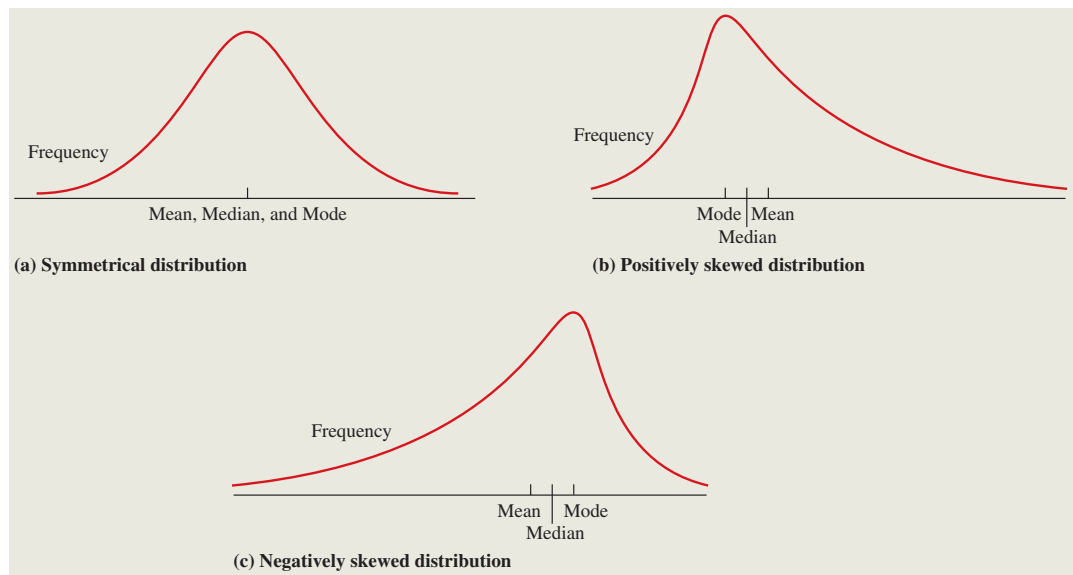 Frequency
Mean, Median, and Mode
(a) Symmetrical distribution
Frequency
Mode Mean
Median
(b) Positively skewed distribution
Frequency
Mean Mode
Median
(c) Negatively skewed distribution